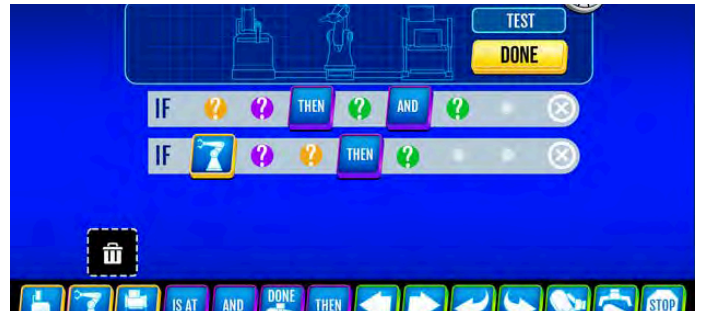 TEST
DONE
IF ? ? THEN ? AND ?
IF ? ? THEN ?
IS AT AND DONE THEN STOP